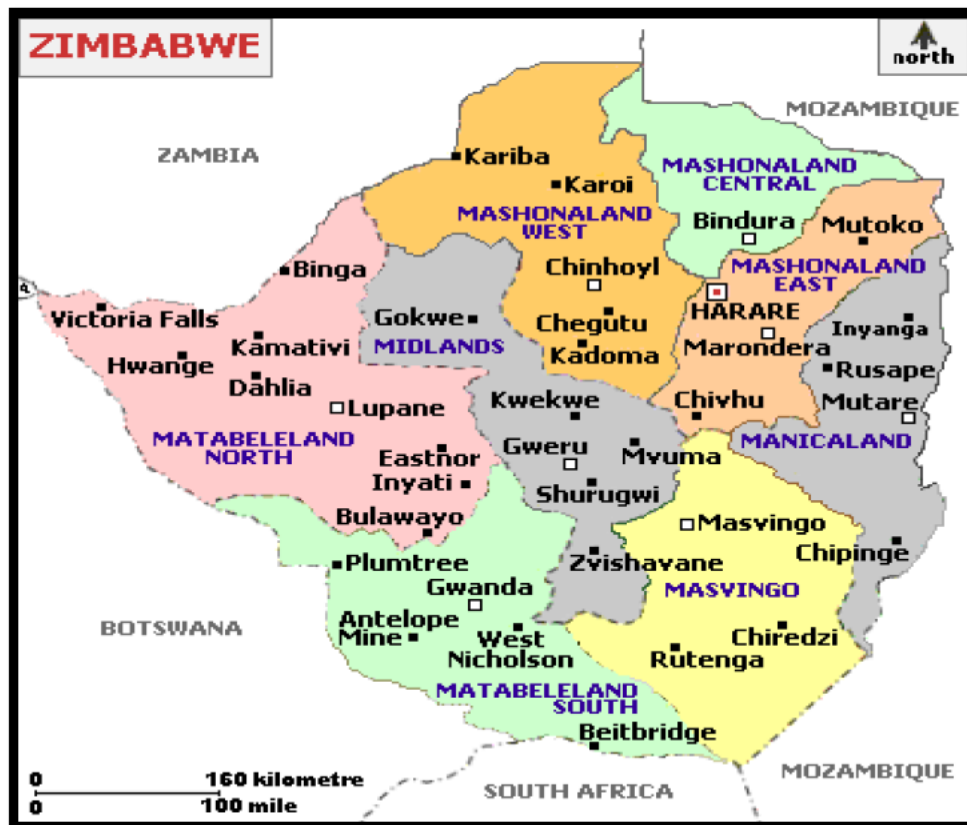 ZIMBABWE
north
MOZAMBIQUE
ZAMBIA
Kariba
Karoi
MASHONALAND
CENTRAL
MASHONALAND
WEST
Bindura
Mutoko
Binga
Chinhoyl
MASHONALAND
EAST
A
Victoria Falls
Gokwe
Chegutu
HARARE
Inyanga
Kamativi
MIDLANDS
Kadoma
Marondera
Hwange
Rusape
Dahlia
Lupane
Kwekwe
Chivhu
Mutare
MATABELELAND
NORTH
Gweru
MANICALAND
Eastnor
Mvuma
Inyati
Shurugwi
Bulawayo
Masvingo
Plumtree
Zvishavane
Chipinge
Gwanda
MASVINGO
BOTSWANA
Antelope
Mine
West
Nicholson
Chiredzi
Rutenga
MATABELELAND
SOUTH
Beitbridge
0 160 kilometre
0 100 mile
SOUTH AFRICA
MOZAMBIQUE